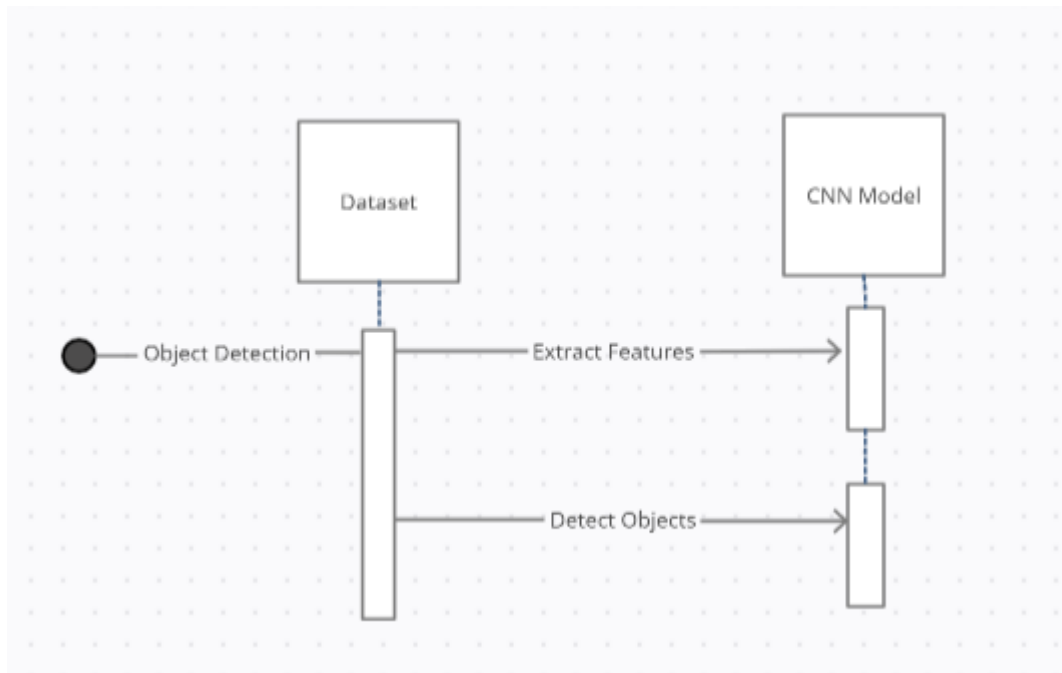 Dataset
CNN Model
Object Detection
Extract Features
Detect Objects